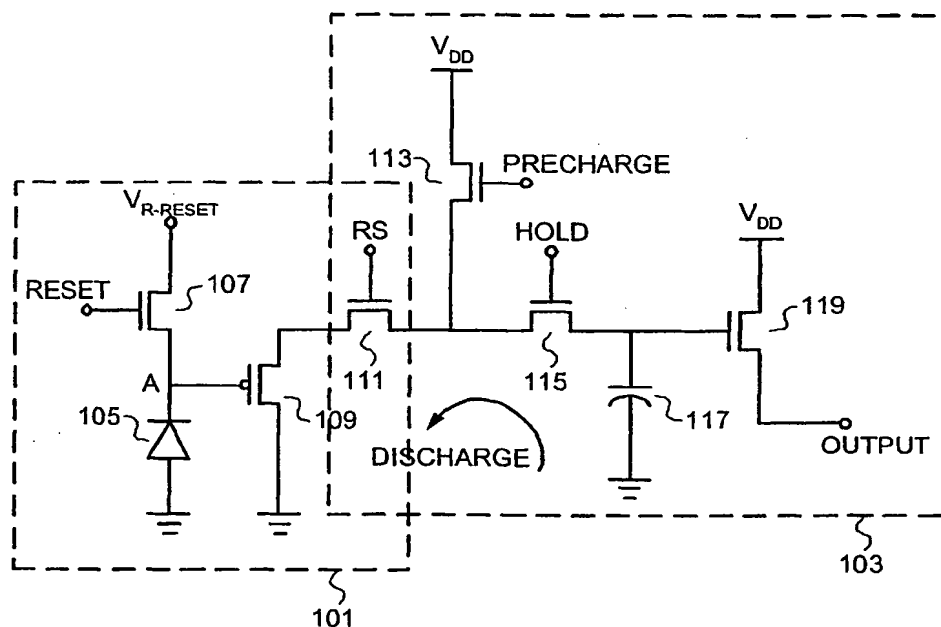 V_DD
113
PRECHARGE
V_R-RESET
RS
HOLD
V_DD
RESET
107
119
A
111
115
105
109
117
DISCHARGE
OUTPUT
103
101